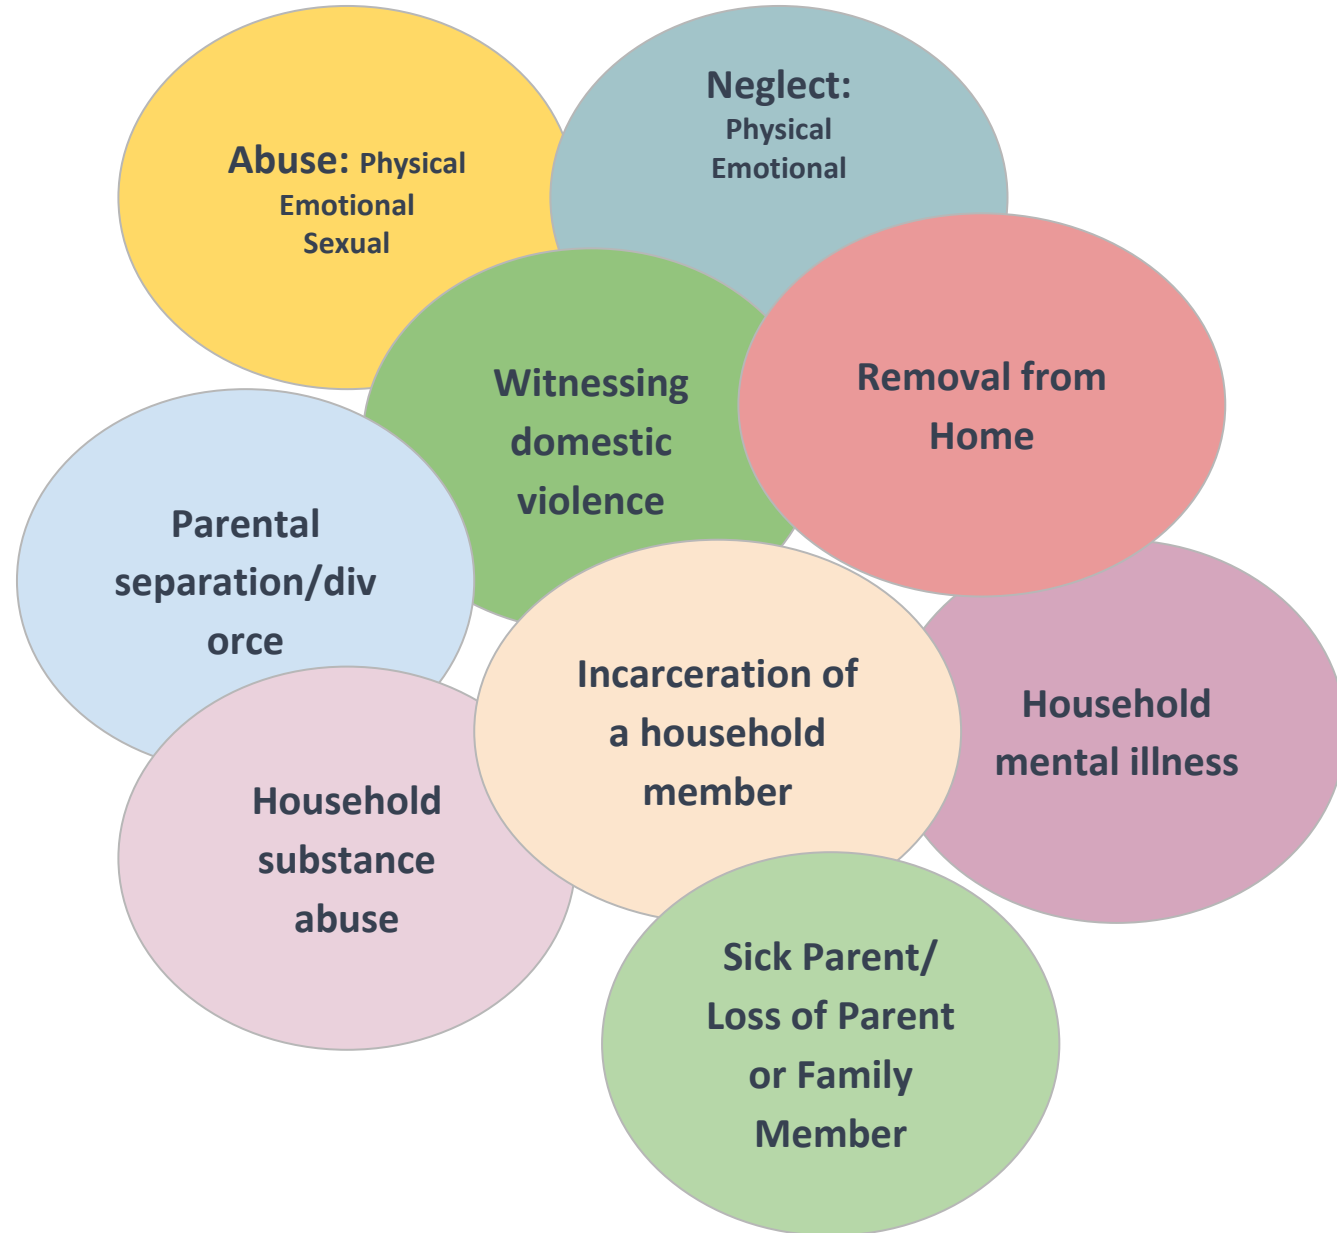 Abuse: Physical
Emotional
Sexual
Neglect:
Physical
Emotional
Witnessing
domestic
violence
Removal from
Home
Parental
separation/div
orce
Incarceration of
a household
member
Household
mental illness
Household
substance
abuse
Sick Parent/
Loss of Parent
or Family
Member